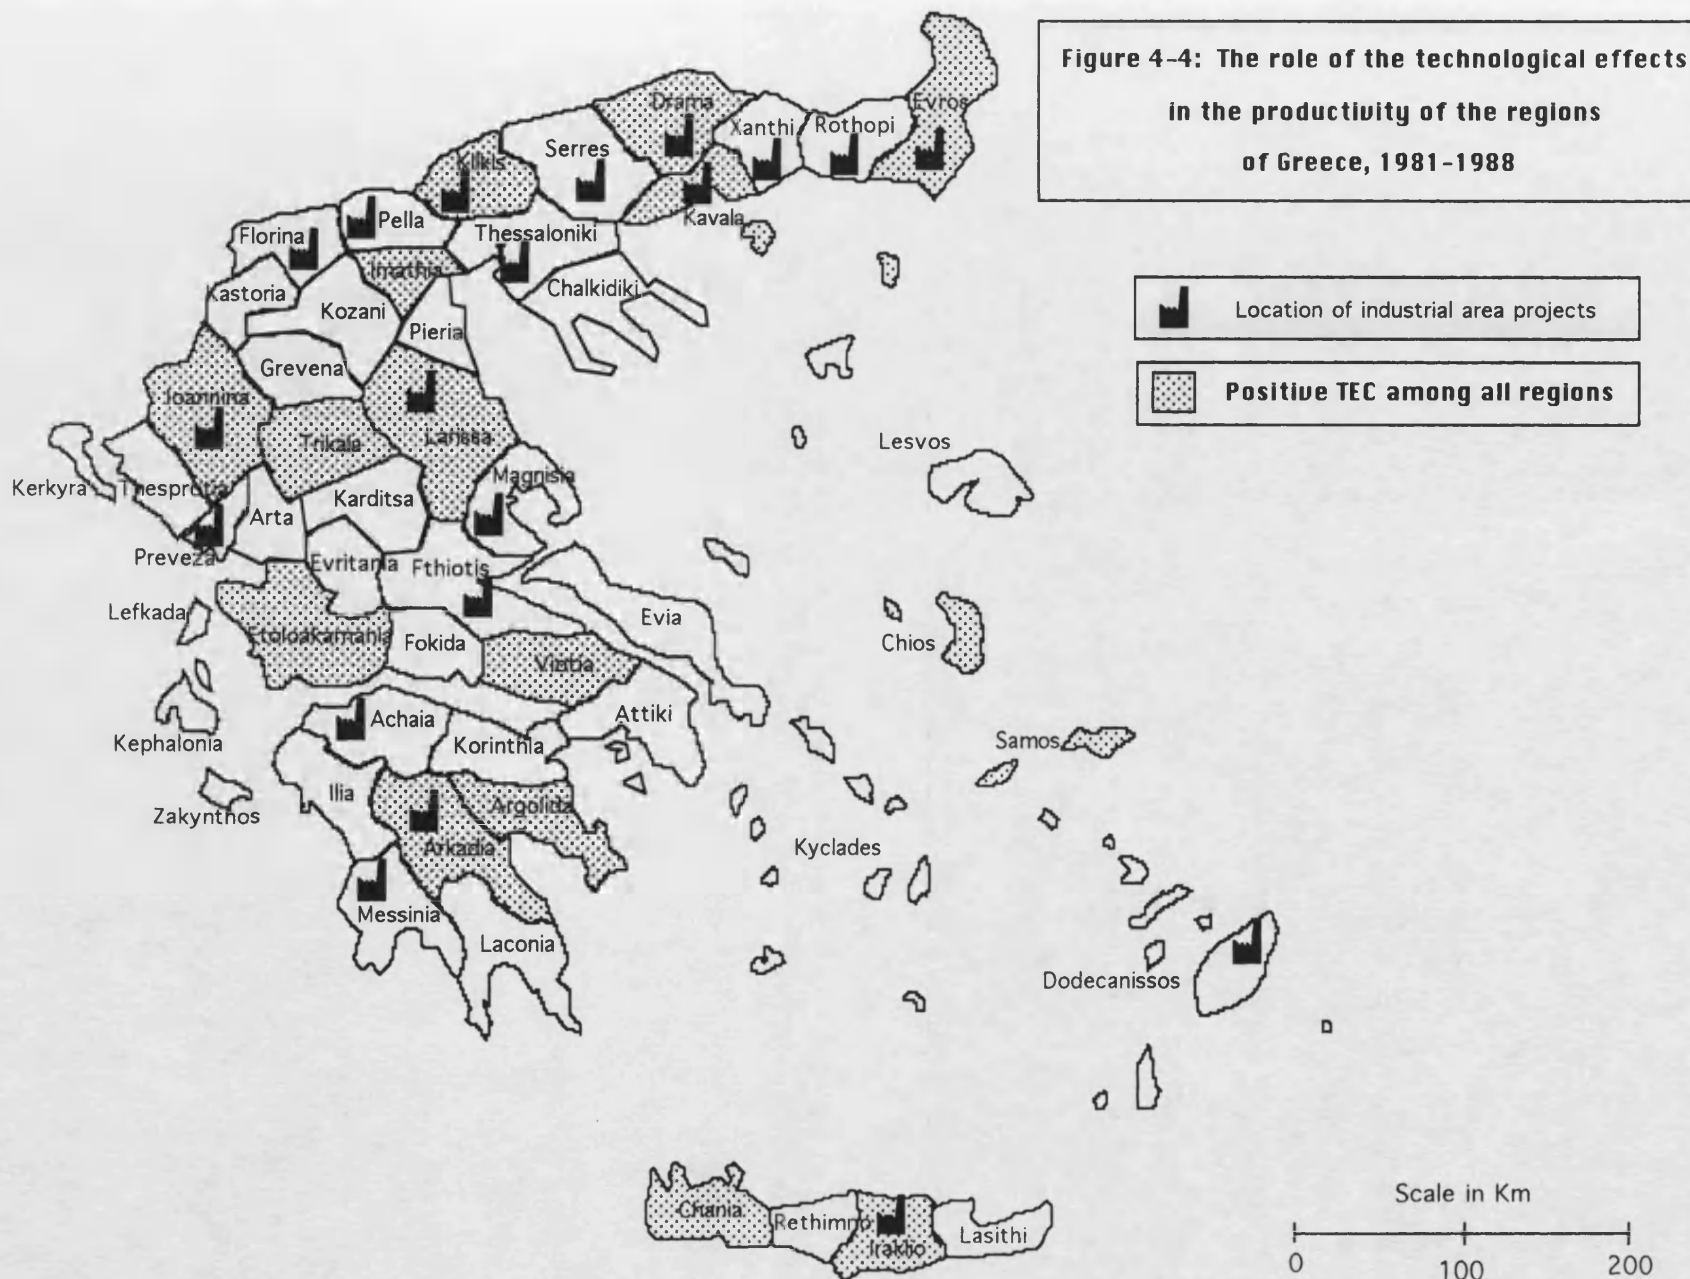 Figure 4-4: The role of the technological effects
in the productivity of the regions
of Greece, 1981-1988
Location of industrial area projects
Positive TEC among all regions
Drama
Xanthi
Rothopi
Evros
Kilkis
Serres
Kavala
Florina
Pella
Thessaloniki
Imathia
Kastoria
Kozani
Pieria
Chalkidiki
Grevena
Ioannina
Trikala
Larissa
Lesvos
Kerkyra
Thesprotia
Arta
Karditsa
Magnisia
Preveza
Evritania
Fthiotis
Lefkada
Etoloakarnania
Fokida
Viotia
Evia
Chios
Kephalonia
Achaia
Korinthia
Attiki
Samos
Zakynthos
Ilia
Argolida
Arkadia
Kyclades
Messinia
Laconia
Dodecanissos
Chania
Rethimno
Iraklio
Lasithi
Scale in Km
0 100 200